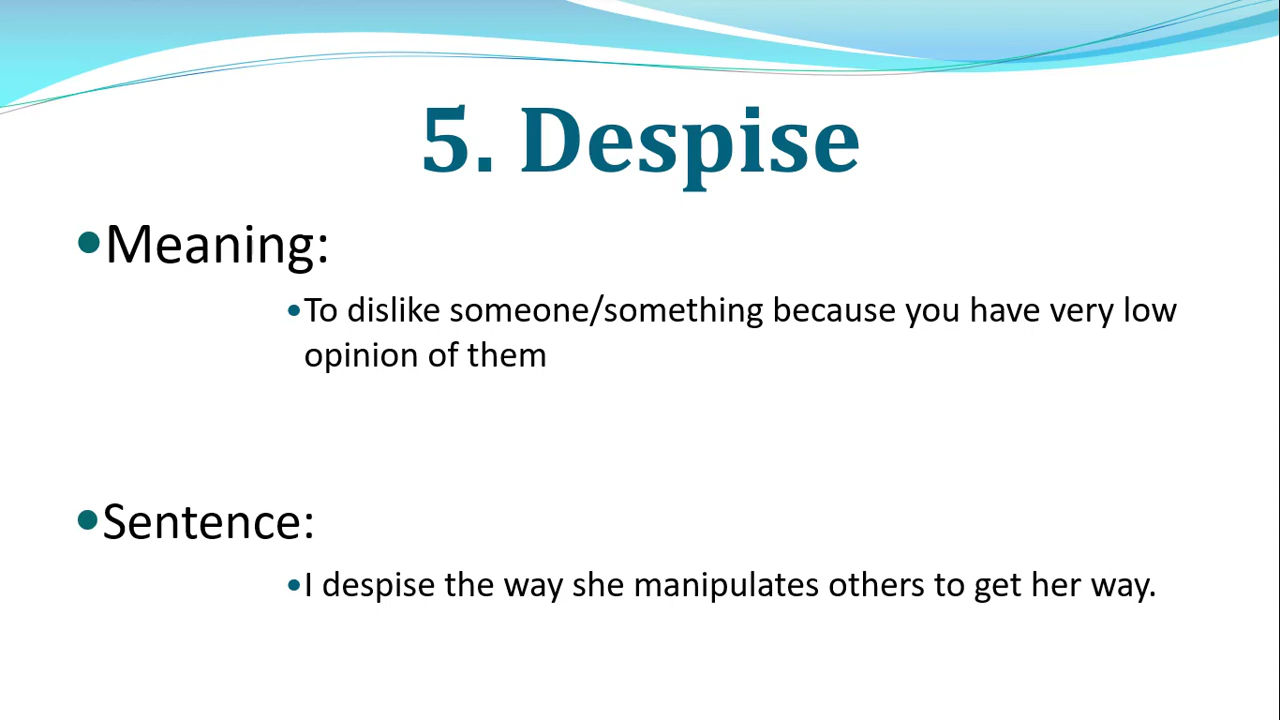 5. Despise
•Meaning:
•To dislike someone/something because you have very low
opinion of them
•Sentence:
•I despise the way she manipulates others to get her way.